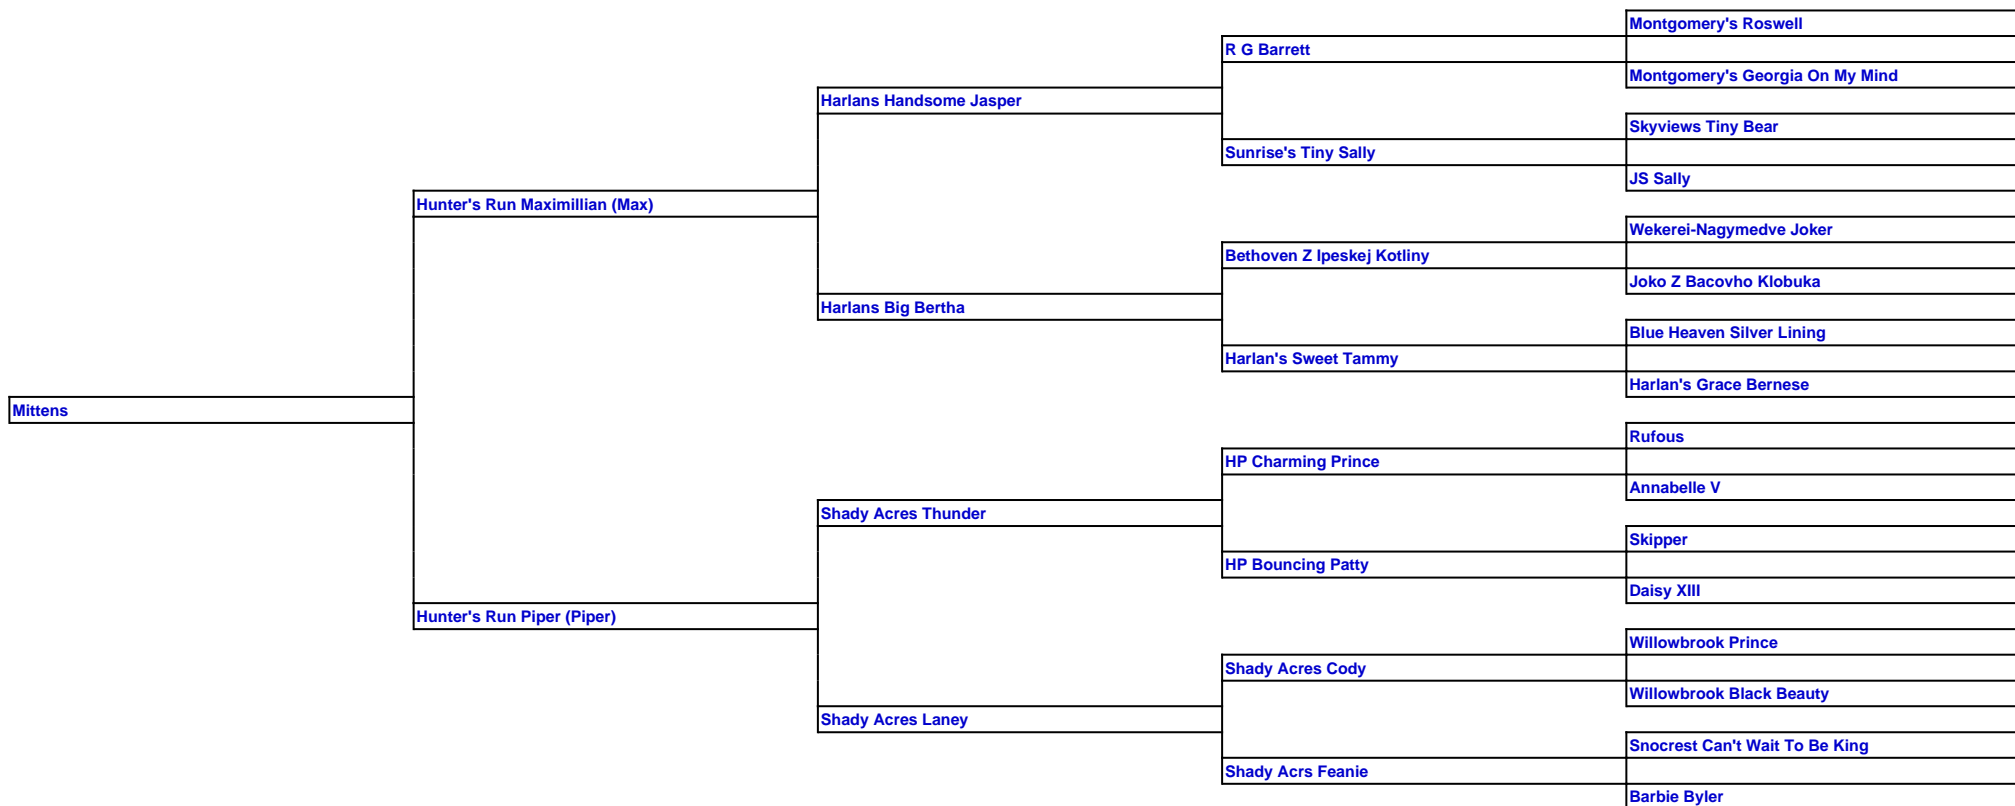 Montgomery's Roswell
R G Barrett
Montgomery's Georgia On My Mind
Harlans Handsome Jasper
Skyviews Tiny Bear
Sunrise's Tiny Sally
JS Sally
Hunter's Run Maximillian (Max)
Wekerei-Nagymedve Joker
Bethoven Z Ipeskej Kotliny
Joko Z Bacovho Klobuka
Harlans Big Bertha
Blue Heaven Silver Lining
Harlan's Sweet Tammy
Harlan's Grace Bernese
Mittens
Rufous
HP Charming Prince
Annabelle V
Shady Acres Thunder
Skipper
HP Bouncing Patty
Daisy XIII
Hunter's Run Piper (Piper)
Willowbrook Prince
Shady Acres Cody
Willowbrook Black Beauty
Shady Acres Laney
Snocrest Can't Wait To Be King
Shady Acrs Feanie
Barbie Byler